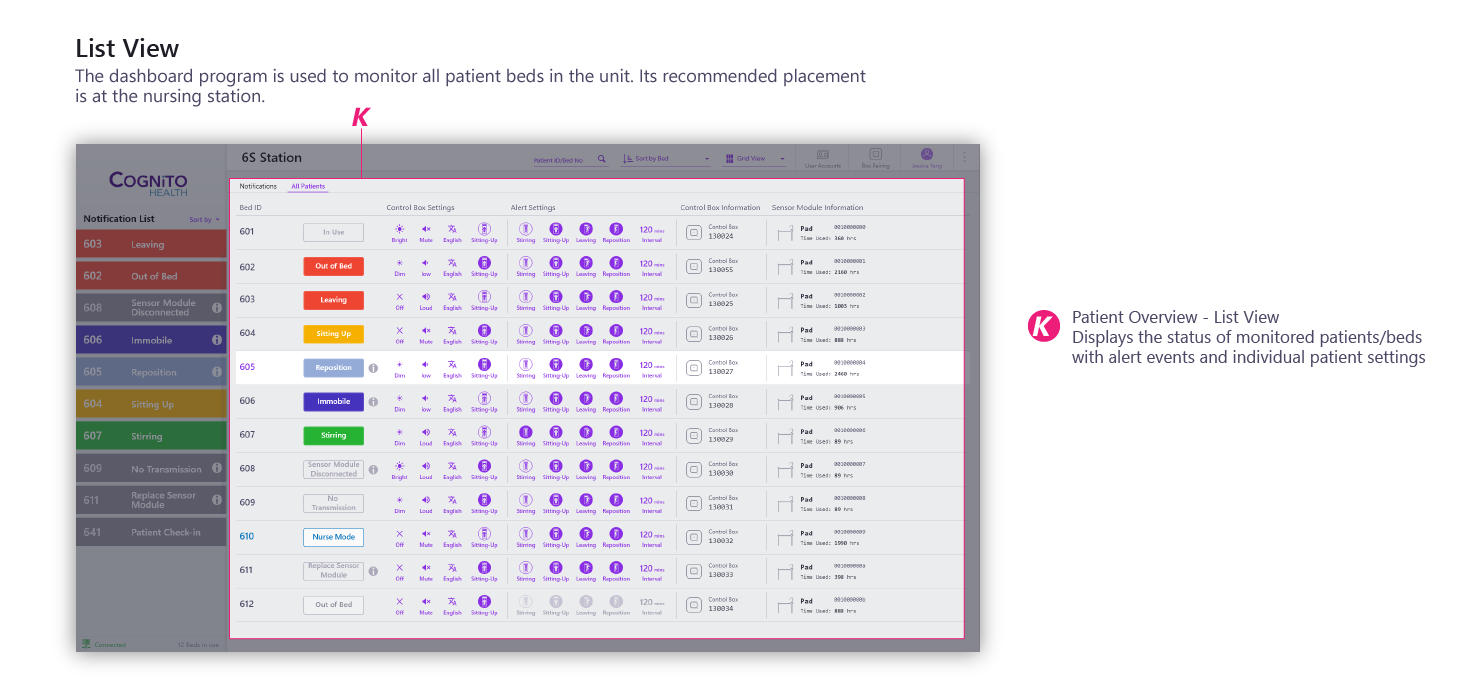 List View
The dashboard program is used to monitor all patient beds in the unit. Its recommended placement
is at the nursing station.
K
COGNiTO
HEALTH
6S Station
Patient ID/Bed No
Sort by Bed
Grid View
User Accounts
Box Pairing
Jessica Yang
Notification List
Sort by
603 Leaving
602 Out of Bed
608 Sensor Module
Disconnected
606 Immobile
605 Reposition
604 Sitting Up
607 Stirring
609 No Transmission
611 Replace Sensor
Module
641 Patient Check-in
Connected
12 Beds in use
Notifications All Patients
Bed ID Control Box Settings Alert Settings Control Box Information Sensor Module Information
601 In Use
Bright Mute English Sitting-Up Stirring Sitting-Up Leaving Reposition 120 mins Interval
Control Box 130024
Pad 0010000000
Time Used: 360 hrs
602 Out of Bed
Dim low English Sitting-Up Stirring Sitting-Up Leaving Reposition 120 mins Interval
Control Box 130055
Pad 0010000001
Time Used: 2160 hrs
603 Leaving
Off Loud English Sitting-Up Stirring Sitting-Up Leaving Reposition 120 mins Interval
Control Box 130025
Pad 0010000002
Time Used: 1005 hrs
604 Sitting Up
Off Mute English Sitting-Up Stirring Sitting-Up Leaving Reposition 120 mins Interval
Control Box 130026
Pad 0010000003
Time Used: 888 hrs
605 Reposition
Dim low English Sitting-Up Stirring Sitting-Up Leaving Reposition 120 mins Interval
Control Box 130027
Pad 0010000004
Time Used: 2460 hrs
606 Immobile
Dim low English Sitting-Up Stirring Sitting-Up Leaving Reposition 120 mins Interval
Control Box 130028
Pad 0010000005
Time Used: 906 hrs
607 Stirring
Dim Loud English Sitting-Up Stirring Sitting-Up Leaving Reposition 120 mins Interval
Control Box 130029
Pad 0010000006
Time Used: 89 hrs
608 Sensor Module Disconnected
Bright Loud English Sitting-Up Stirring Sitting-Up Leaving Reposition 120 mins Interval
Control Box 130030
Pad 0010000007
Time Used: 89 hrs
609 No Transmission
Dim Loud English Sitting-Up Stirring Sitting-Up Leaving Reposition 120 mins Interval
Control Box 130031
Pad 0010000008
Time Used: 89 hrs
610 Nurse Mode
Off Mute English Sitting-Up Stirring Sitting-Up Leaving Reposition 120 mins Interval
Control Box 130032
Pad 0010000009
Time Used: 1990 hrs
611 Replace Sensor Module
Off Mute English Sitting-Up Stirring Sitting-Up Leaving Reposition 120 mins Interval
Control Box 130033
Pad 001000000a
Time Used: 398 hrs
612 Out of Bed
Off Mute English Sitting-Up Stirring Sitting-Up Leaving Reposition 120 mins Interval
Control Box 130034
Pad 001000000b
Time Used: 888 hrs
K
Patient Overview - List View
Displays the status of monitored patients/beds
with alert events and individual patient settings